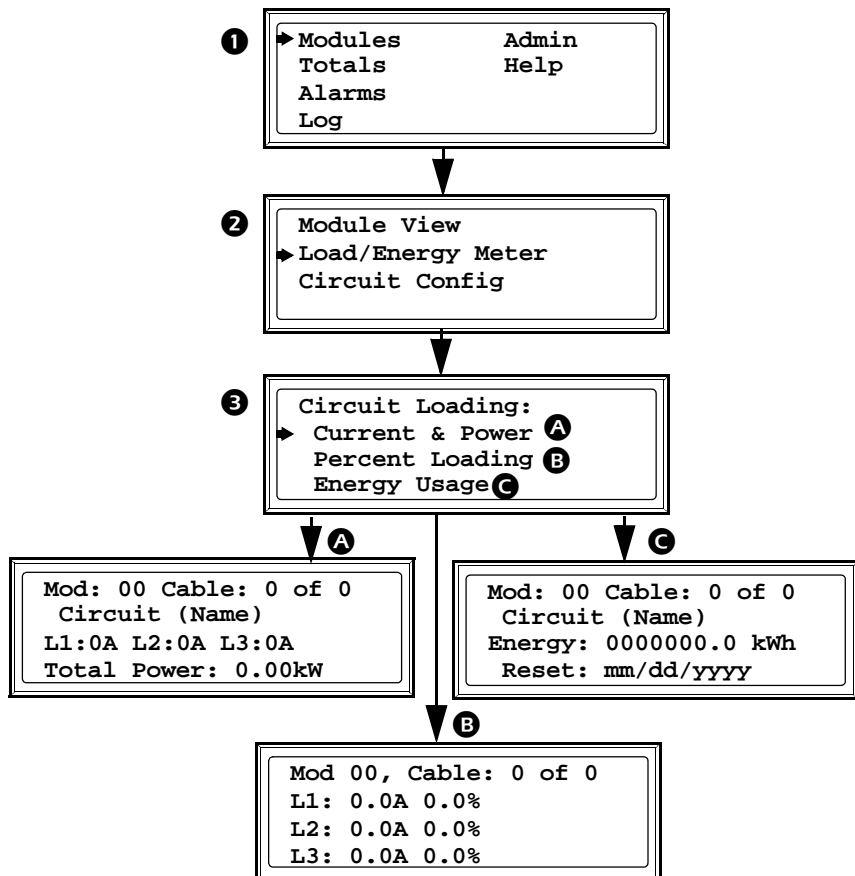 ❶
Modules Admin
Totals Help
Alarms
Log
❷
Module View
Load/Energy Meter
Circuit Config
❸
Circuit Loading:
Current & Power Ⓐ
Percent Loading Ⓑ
Energy Usage Ⓒ
Ⓐ
Mod: 00 Cable: 0 of 0
Circuit (Name)
L1:0A L2:0A L3:0A
Total Power: 0.00kW
Ⓒ
Mod: 00 Cable: 0 of 0
Circuit (Name)
Energy: 0000000.0 kWh
Reset: mm/dd/yyyy
Ⓑ
Mod 00, Cable: 0 of 0
L1: 0.0A 0.0%
L2: 0.0A 0.0%
L3: 0.0A 0.0%